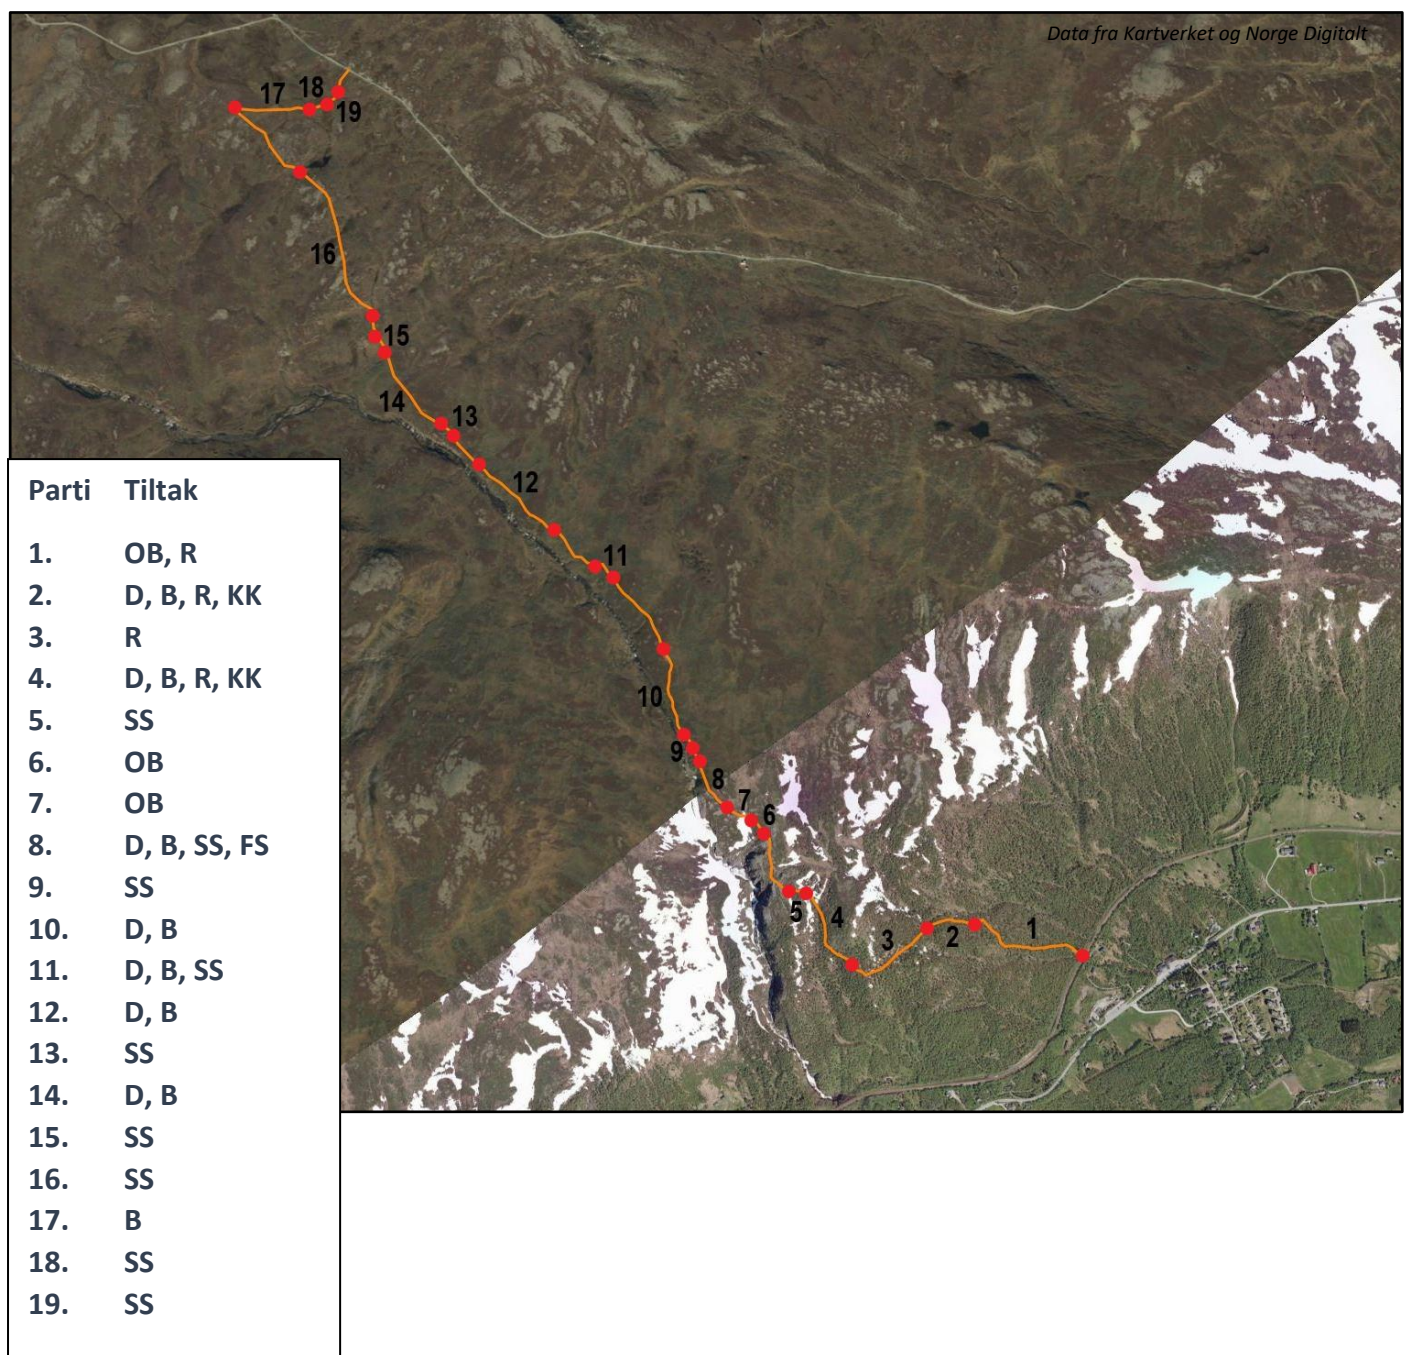 Data fra Kartverket og Norge Digitalt
17
18
19
16
15
14
13
12
11
10
9
8
7
6
5
4
3
2
1
Parti Tiltak
1. OB, R
2. D, B, R, KK
3. R
4. D, B, R, KK
5. SS
6. OB
7. OB
8. D, B, SS, FS
9. SS
10. D, B
11. D, B, SS
12. D, B
13. SS
14. D, B
15. SS
16. SS
17. B
18. SS
19. SS